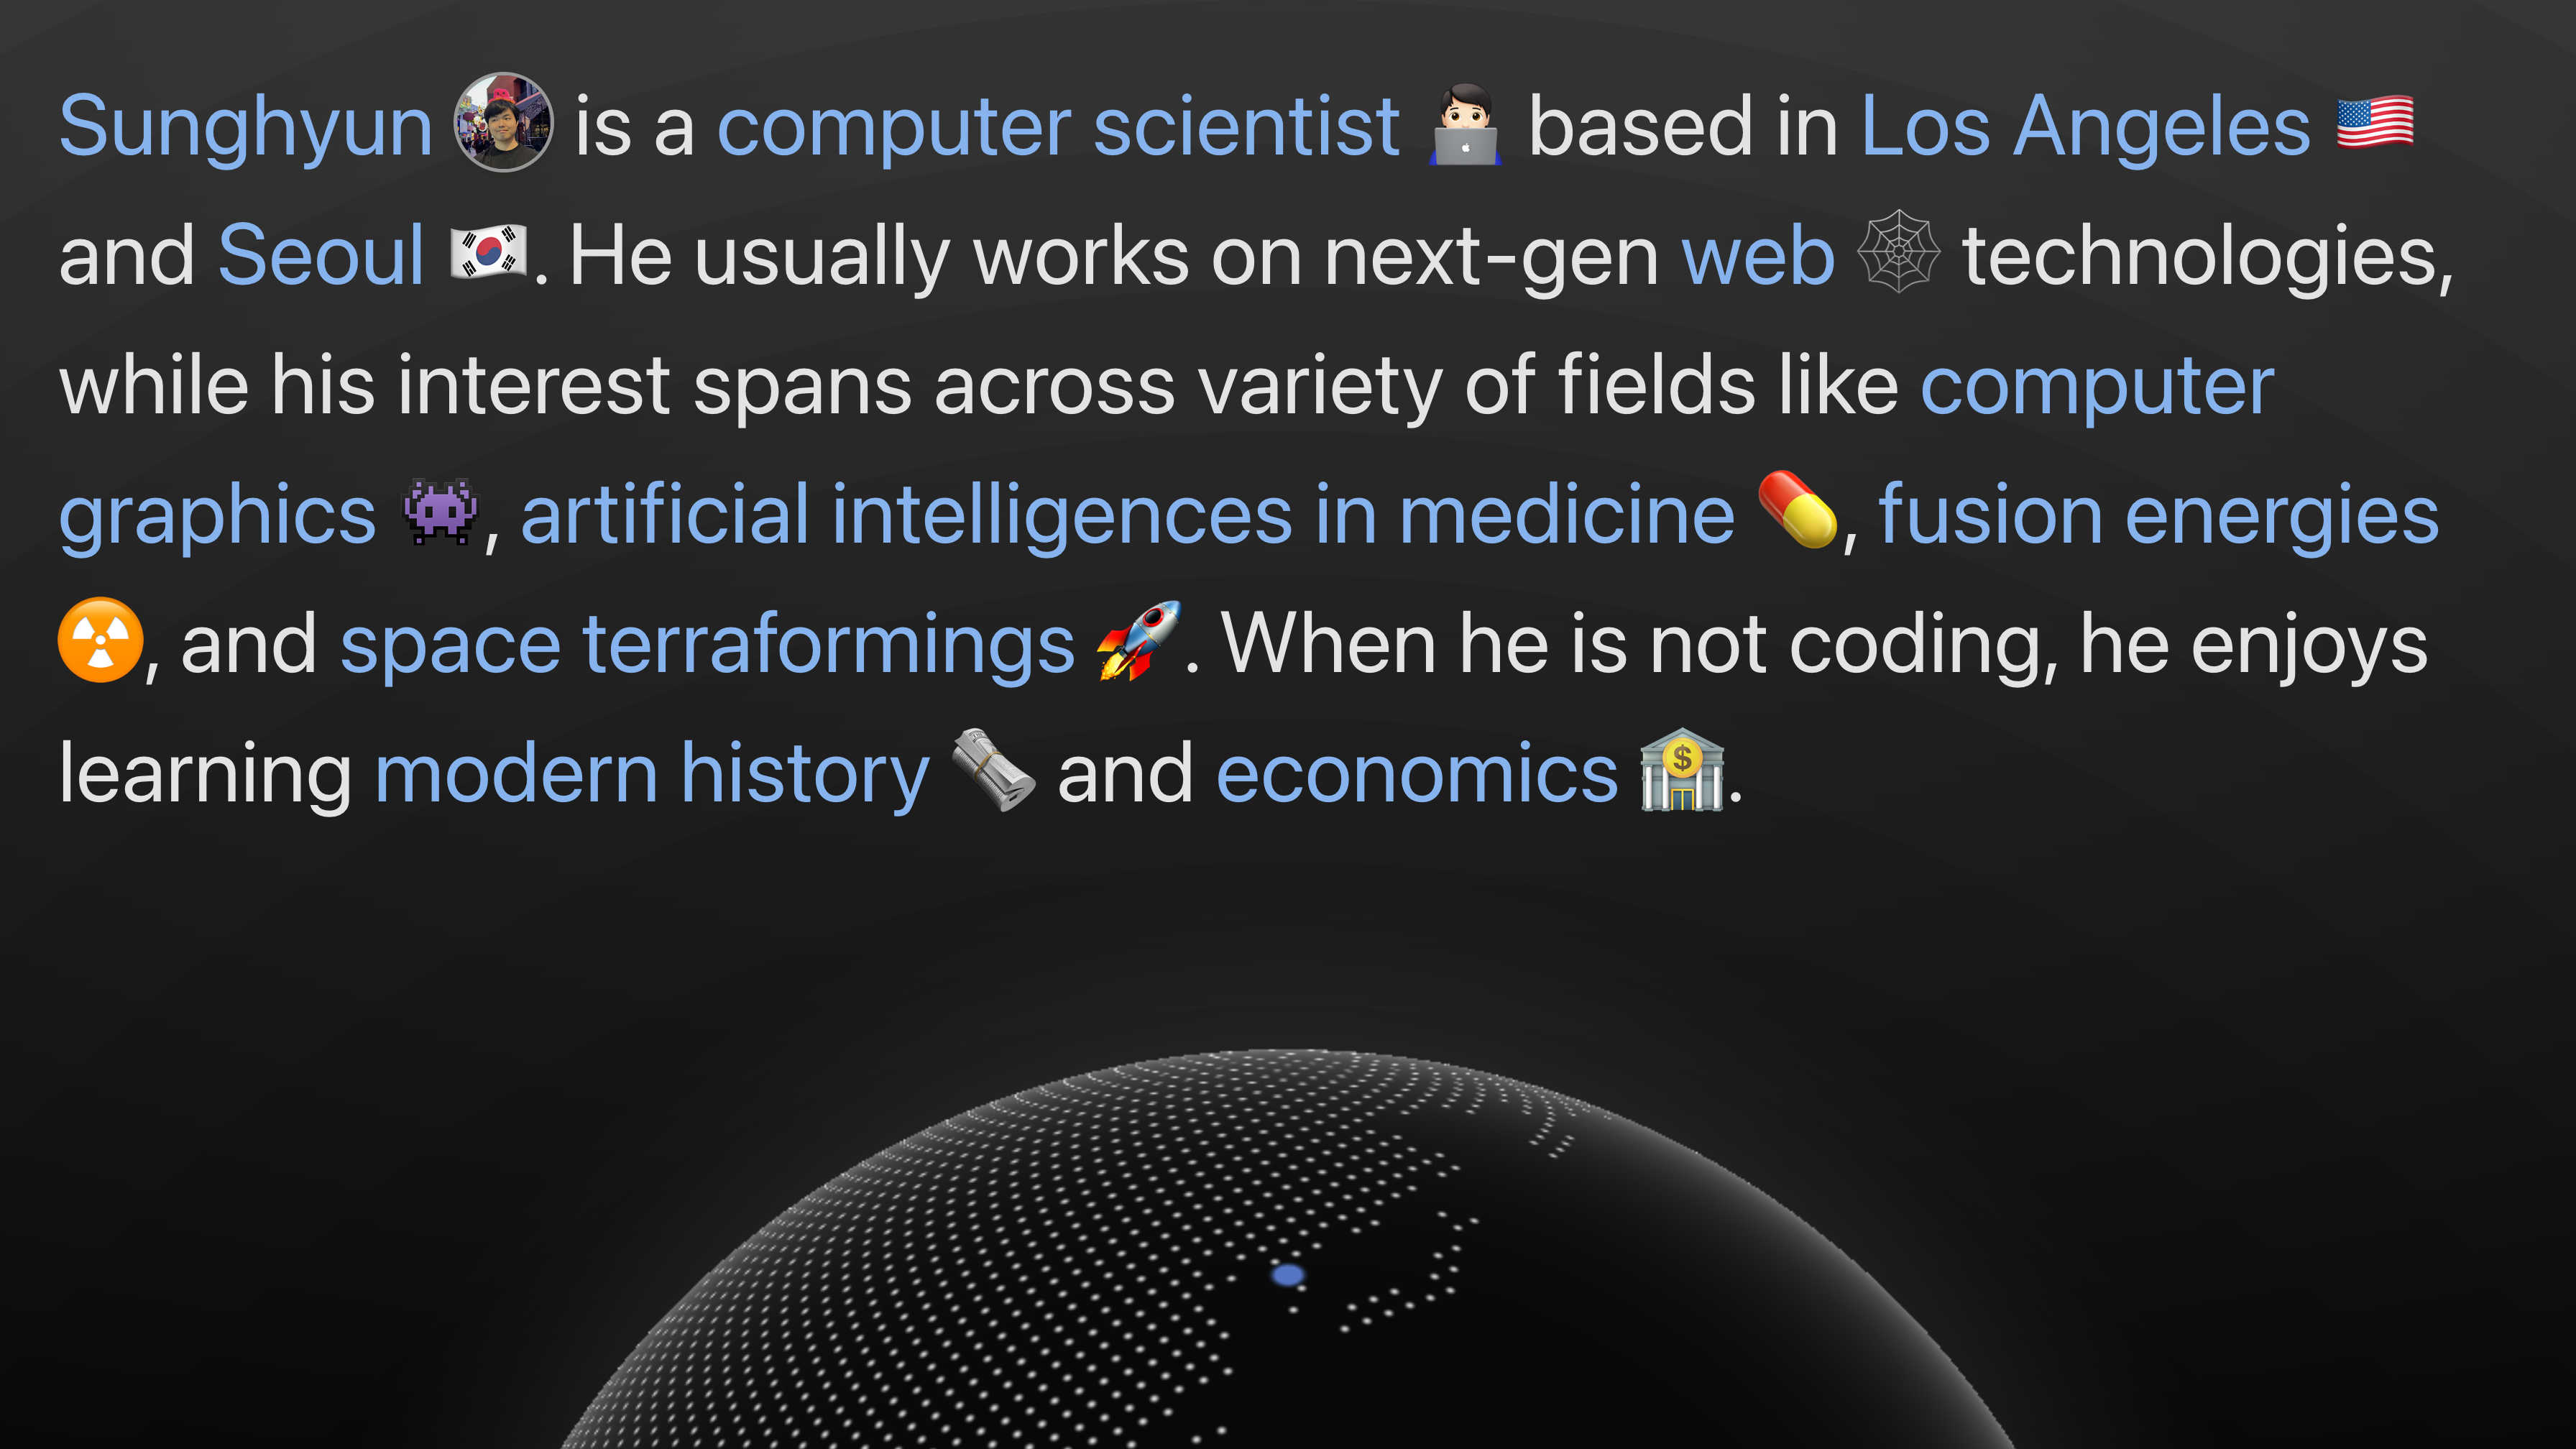 Sunghyun is a computer scientist 🧑🏻‍💻 based in Los Angeles 🇺🇸
and Seoul 🇰🇷. He usually works on next-gen web 🕸️ technologies,
while his interest spans across variety of fields like computer
graphics 👾, artificial intelligences in medicine 💊, fusion energies
☢️, and space terraformings 🚀. When he is not coding, he enjoys
learning modern history 🗞️ and economics 🏦.